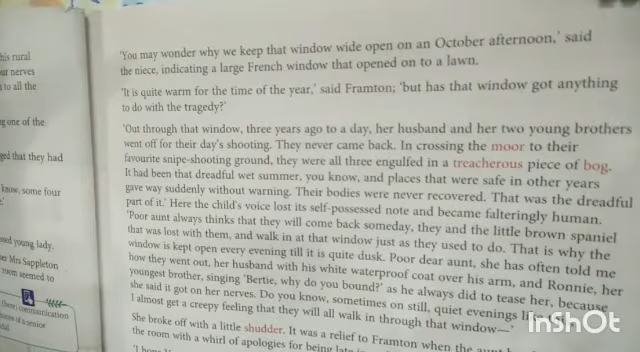 his rural
nerves
to all the
one of the
ged that they had
know, some four
young lady.
Mrs Sappleton
room seemed to
communication
of a senior
'You may wonder why we keep that window wide open on an October afternoon,' said
the niece, indicating a large French window that opened on to a lawn.
'It is quite warm for the time of the year,' said Framton; 'but has that window got anything
to do with the tragedy?'
'Out through that window, three years ago to a day, her husband and her two young brothers
went off for their day's shooting. They never came back. In crossing the moor to their
favourite snipe-shooting ground, they were all three engulfed in a treacherous piece of bog.
It had been that dreadful wet summer, you know, and places that were safe in other years
gave way suddenly without warning. Their bodies were never recovered. That was the dreadful
part of it.' Here the child's voice lost its self-possessed note and became falteringly human.
'Poor aunt always thinks that they will come back someday, they and the little brown spaniel
that was lost with them, and walk in at that window just as they used to do. That is why the
window is kept open every evening till it is quite dusk. Poor dear aunt, she has often told me
how they went out, her husband with his white waterproof coat over his arm, and Ronnie, her
youngest brother, singing 'Bertie, why do you bound?' as he always did to tease her, because
she said it got on her nerves. Do you know, sometimes on still, quiet evenings
I almost get a creepy feeling that they will all walk in through that window—'
She broke off with a little shudder. It was a relief to Framton when the
the room with a whirl of apologies for being
InShOt